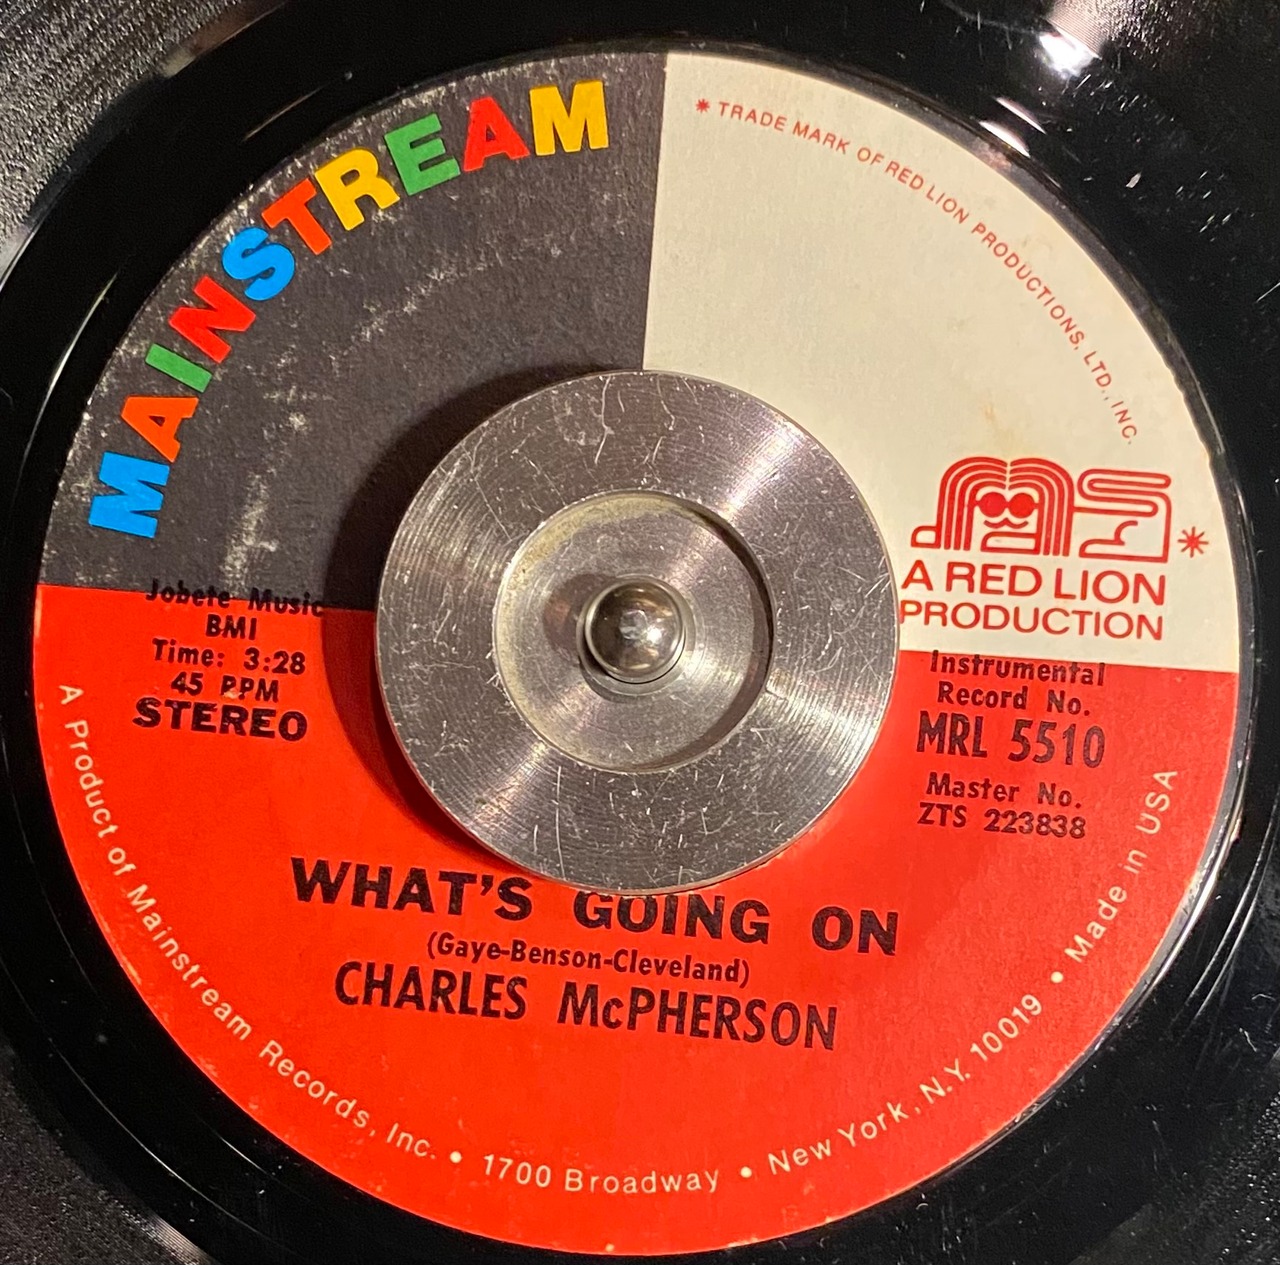 MAINSTREAM
* TRADE MARK OF RED LION PRODUCTIONS, LTD., INC.
MS*
A RED LION
PRODUCTION
Jobete Music
BMI
Time: 3:28
45 RPM
STEREO
Instrumental
Record No.
MRL 5510
Master No.
ZTS 223838
WHAT'S GOING ON
(Gaye-Benson-Cleveland)
CHARLES McPHERSON
A Product of Mainstream Records, Inc. • 1700 Broadway • New York, N.Y. 10019 • Made in USA